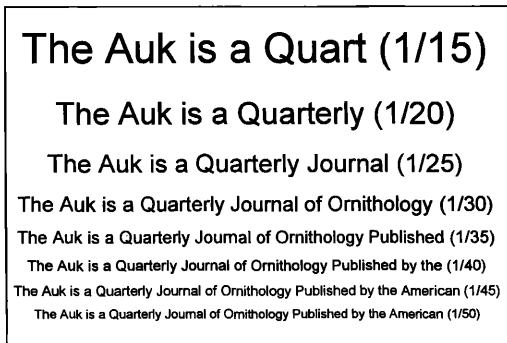 The Auk is a Quart (1/15)
The Auk is a Quarterly (1/20)
The Auk is a Quarterly Journal (1/25)
The Auk is a Quarterly Journal of Ornithology (1/30)
The Auk is a Quarterly Journal of Ornithology Published (1/35)
The Auk is a Quarterly Journal of Ornithology Published by the (1/40)
The Auk is a Quarterly Journal of Ornithology Published by the American (1/45)
The Auk is a Quarterly Journal of Ornithology Published by the American (1/50)